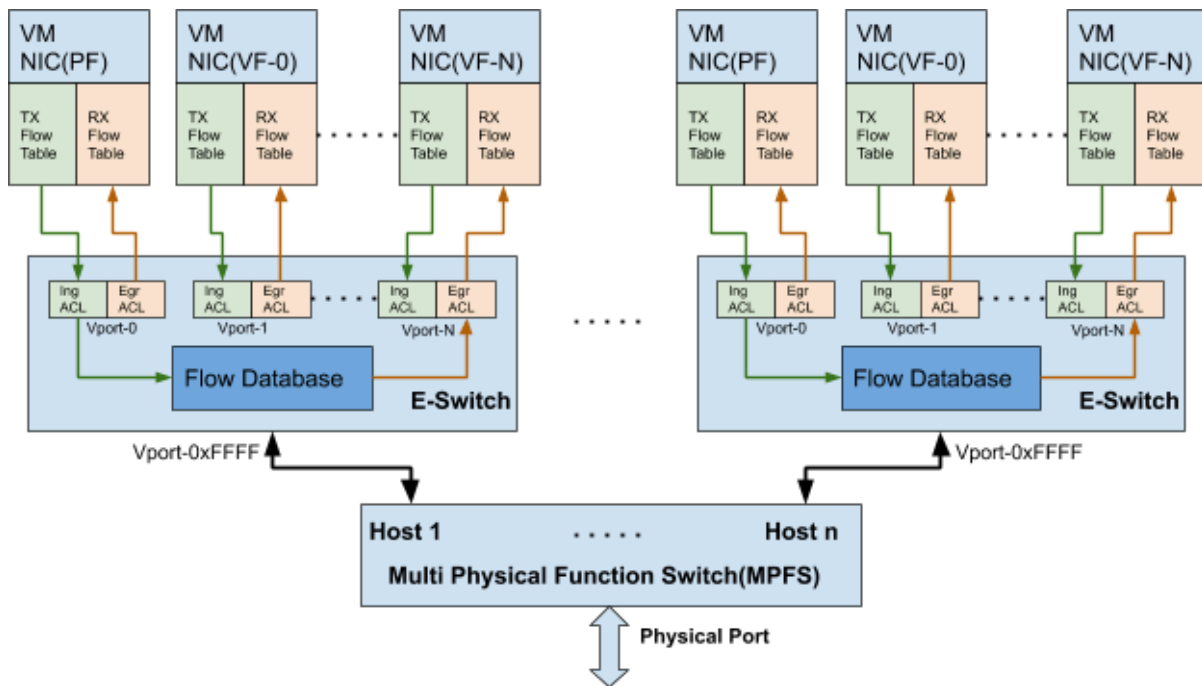 VM
NIC(PF)
VM
NIC(VF-0)
VM
NIC(VF-N)
VM
NIC(PF)
VM
NIC(VF-0)
VM
NIC(VF-N)
TX
Flow
Table
RX
Flow
Table
TX
Flow
Table
RX
Flow
Table
TX
Flow
Table
RX
Flow
Table
TX
Flow
Table
RX
Flow
Table
TX
Flow
Table
RX
Flow
Table
TX
Flow
Table
RX
Flow
Table
Ing
ACL
Egr
ACL
Vport-0
Ing
ACL
Egr
ACL
Vport-1
Ing
ACL
Egr
ACL
Vport-N
Flow Database
E-Switch
Ing
ACL
Egr
ACL
Vport-0
Ing
ACL
Egr
ACL
Vport-1
Ing
ACL
Egr
ACL
Vport-N
Flow Database
E-Switch
Vport-0xFFFF
Vport-0xFFFF
Host 1
Host n
Multi Physical Function Switch(MPFS)
Physical Port